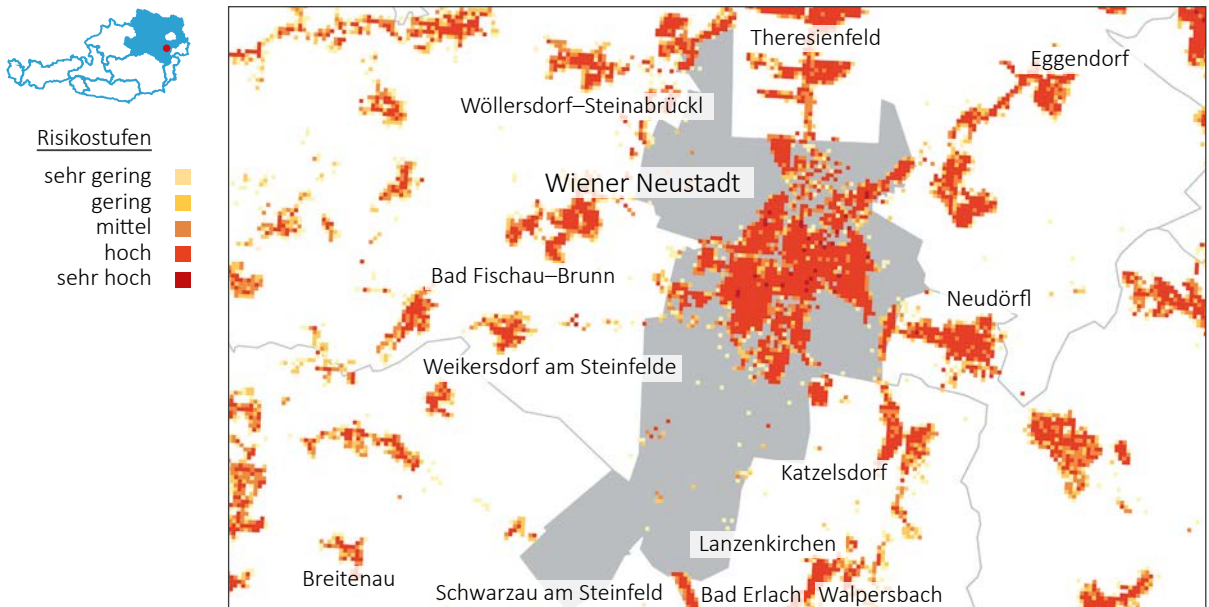 Risikostufen
sehr gering
gering
mittel
hoch
sehr hoch
Theresienfeld
Eggendorf
Wöllersdorf–Steinabrückl
Wiener Neustadt
Bad Fischau–Brunn
Neudörfl
Weikersdorf am Steinfelde
Katzelsdorf
Lanzenkirchen
Breitenau
Schwarzau am Steinfeld
Bad Erlach
Walpersbach